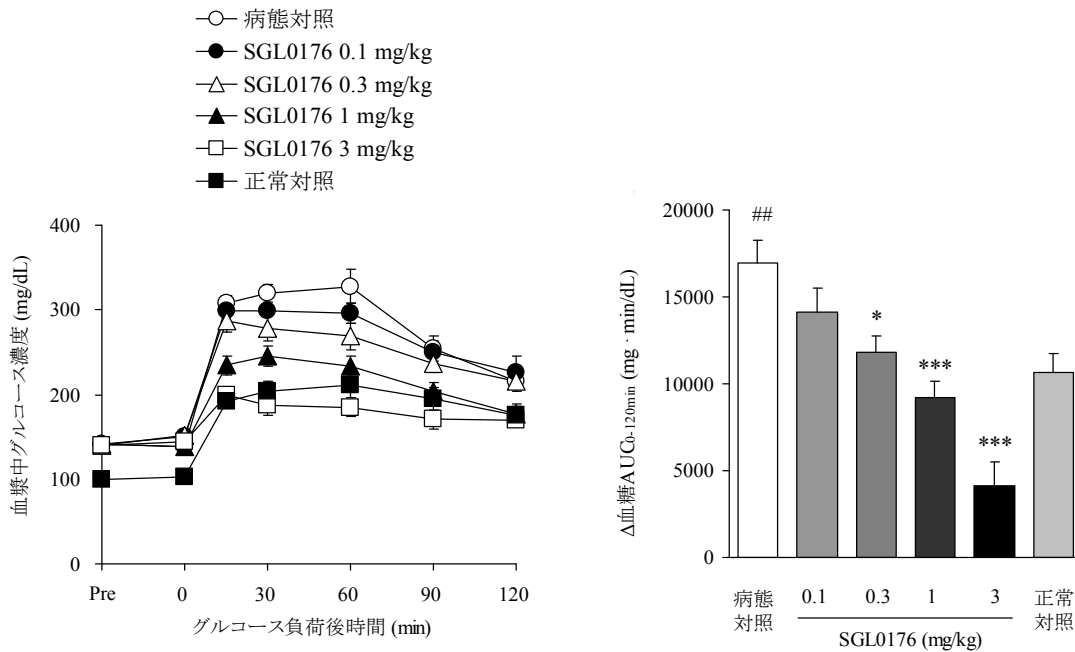 病態対照
SGL0176 0.1 mg/kg
SGL0176 0.3 mg/kg
SGL0176 1 mg/kg
SGL0176 3 mg/kg
正常対照
血漿中グルコース濃度 (mg/dL)
400
300
200
100
0
Pre
0
30
60
90
120
グルコース負荷後時間 (min)
Δ血糖AUC0-120min (mg · min/dL)
20000
15000
10000
5000
0
##
*
***
***
病態
対照
0.1
0.3
1
3
正常
対照
SGL0176 (mg/kg)